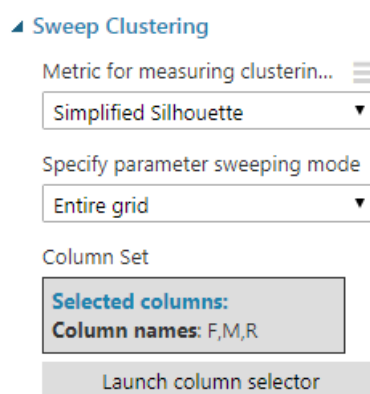 Sweep Clustering
Metric for measuring clusterin...
Simplified Silhouette
Specify parameter sweeping mode
Entire grid
Column Set
Selected columns:
Column names: F,M,R
Launch column selector